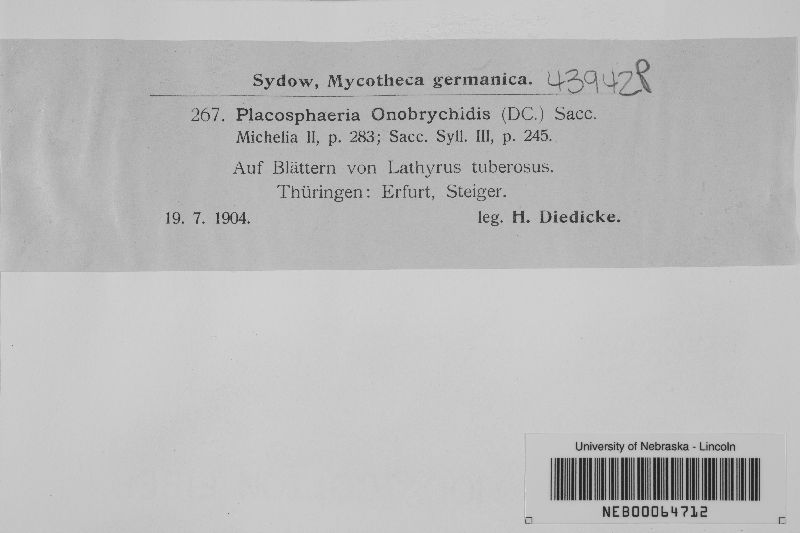 Sydow, Mycotheca germanica. 43942P
267. Placosphaeria Onobrychidis (DC.) Sacc.
Michelia II, p. 283; Sacc. Syll. III, p. 245.
Auf Blättern von Lathyrus tuberosus.
Thüringen: Erfurt, Steiger.
19. 7. 1904. leg. H. Diedicke.
University of Nebraska - Lincoln
NEB00064712